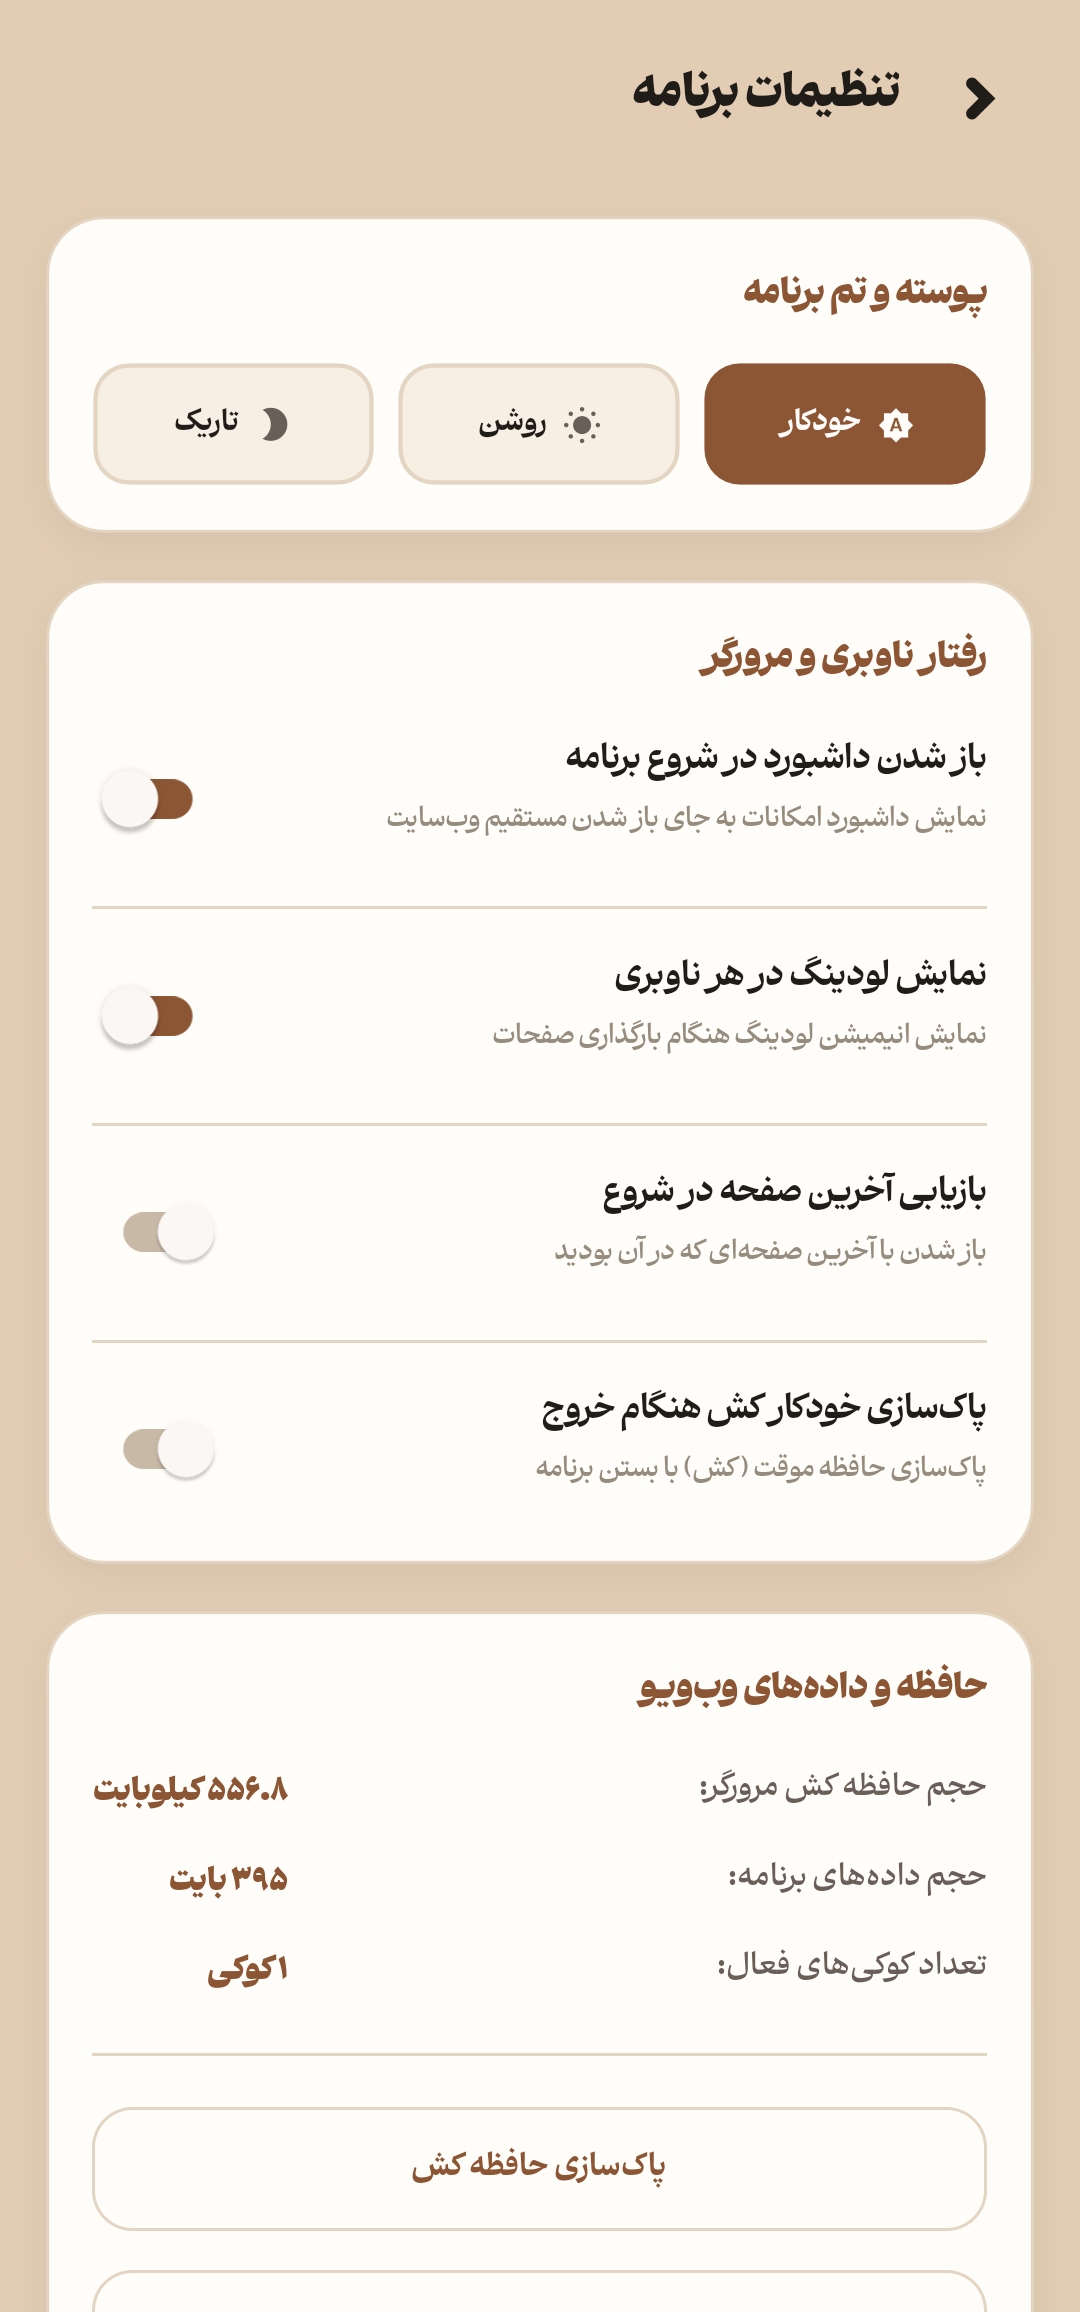 تنظیمات برنامه
پوسته و تم برنامه
خودکار
روشن
تاریک
رفتار ناوبری و مرورگر
باز شدن داشبورد در شروع برنامه
نمایش داشبورد امکانات به جای باز شدن مستقیم وب‌سایت
نمایش لودینگ در هر ناوبری
نمایش انیمیشن لودینگ هنگام بارگذاری صفحات
بازیابی آخرین صفحه در شروع
باز شدن با آخرین صفحه‌ای که در آن بودید
پاک‌سازی خودکار کش هنگام خروج
پاک‌سازی حافظه موقت (کش) با بستن برنامه
حافظه و داده‌های وب‌ویو
حجم حافظه کش مرورگر: ۵۵۶.۸ کیلوبایت
حجم داده‌های برنامه: ۳۹۵ بایت
تعداد کوکی‌های فعال: ۱ کوکی
پاک‌سازی حافظه کش